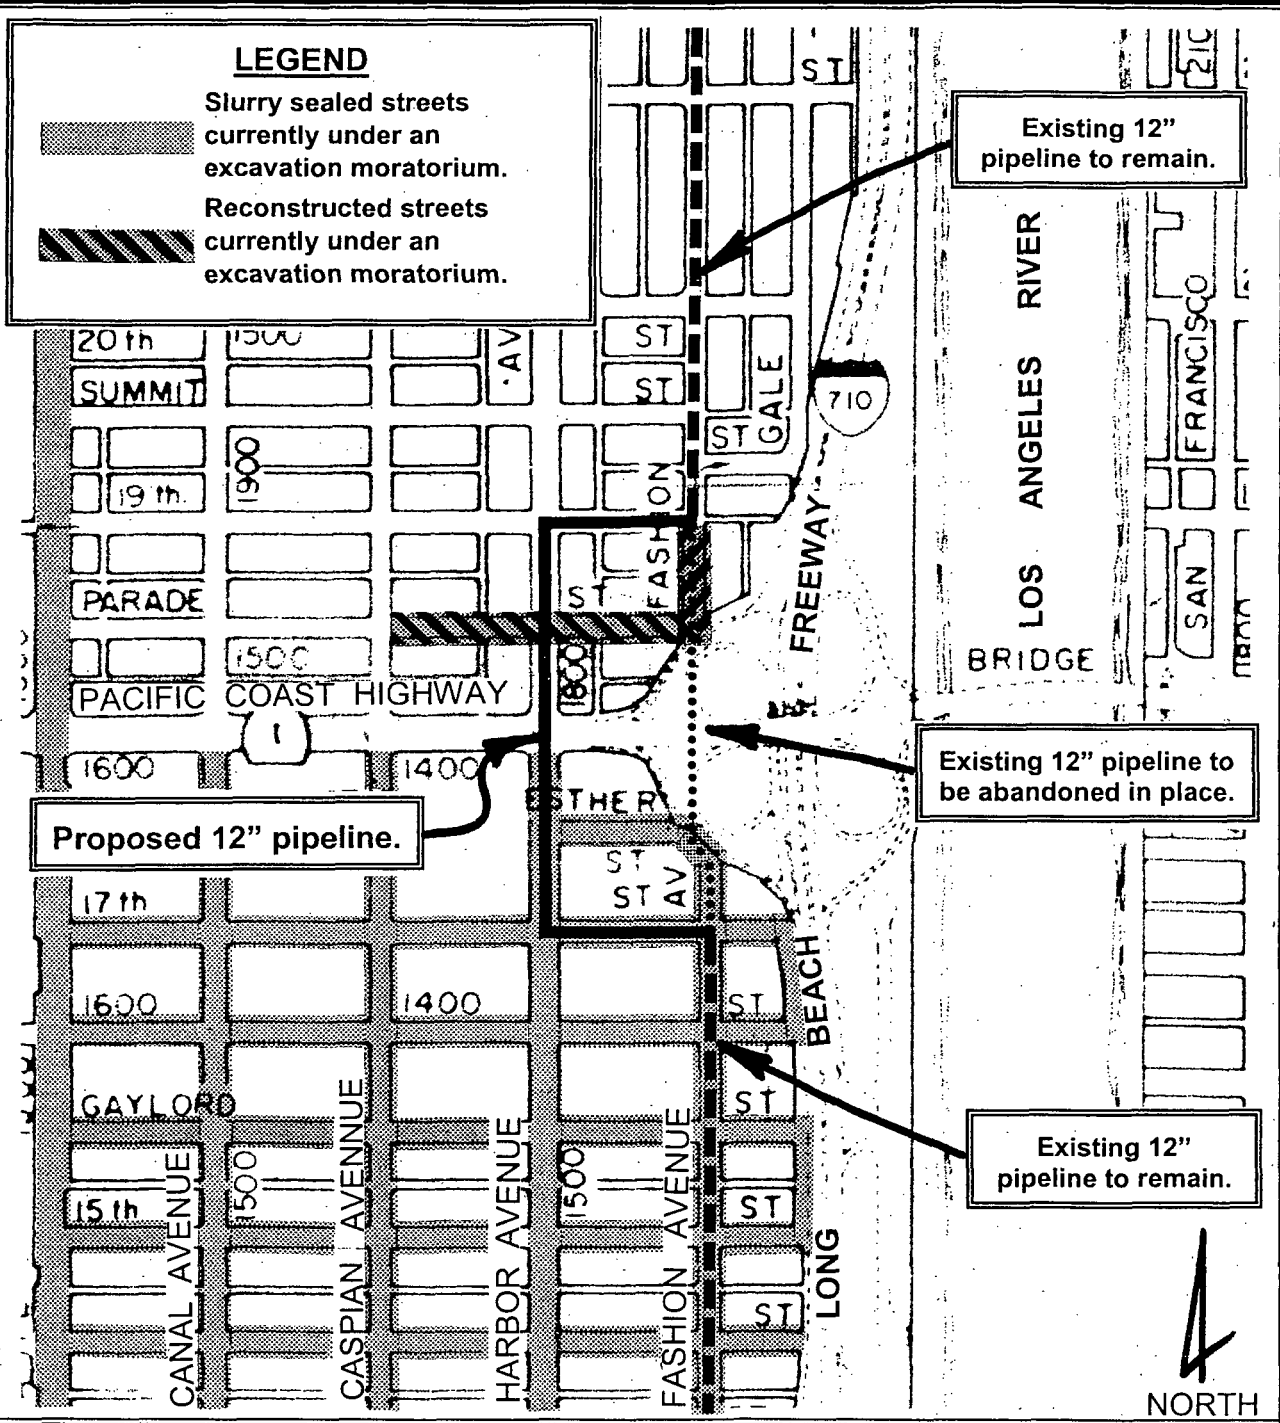 LEGEND
Slurry sealed streets
currently under an
excavation moratorium.
Reconstructed streets
currently under an
excavation moratorium.
ST
210
Existing 12”
pipeline to remain.
20th
1500
AV
ST
SUMMIT
ST
GALE
710
ST
1900
19th.
FASHION
FREEWAY
LOS ANGELES RIVER
SAN FRANCISCO
PARADE
ST
1500
1800
1800
BRIDGE
PACIFIC COAST HIGHWAY
1
1600
1400
Existing 12” pipeline to
be abandoned in place.
ESTHER
Proposed 12” pipeline.
ST
17th
ST
AV
1600
1400
ST
LONG BEACH
GAYLORD
ST
Existing 12”
pipeline to remain.
15th
1500
1500
ST
ST
CANAL AVENUE
CASPIAN AVENNUE
HARBOR AVENUE
FASHION AVENUE
NORTH